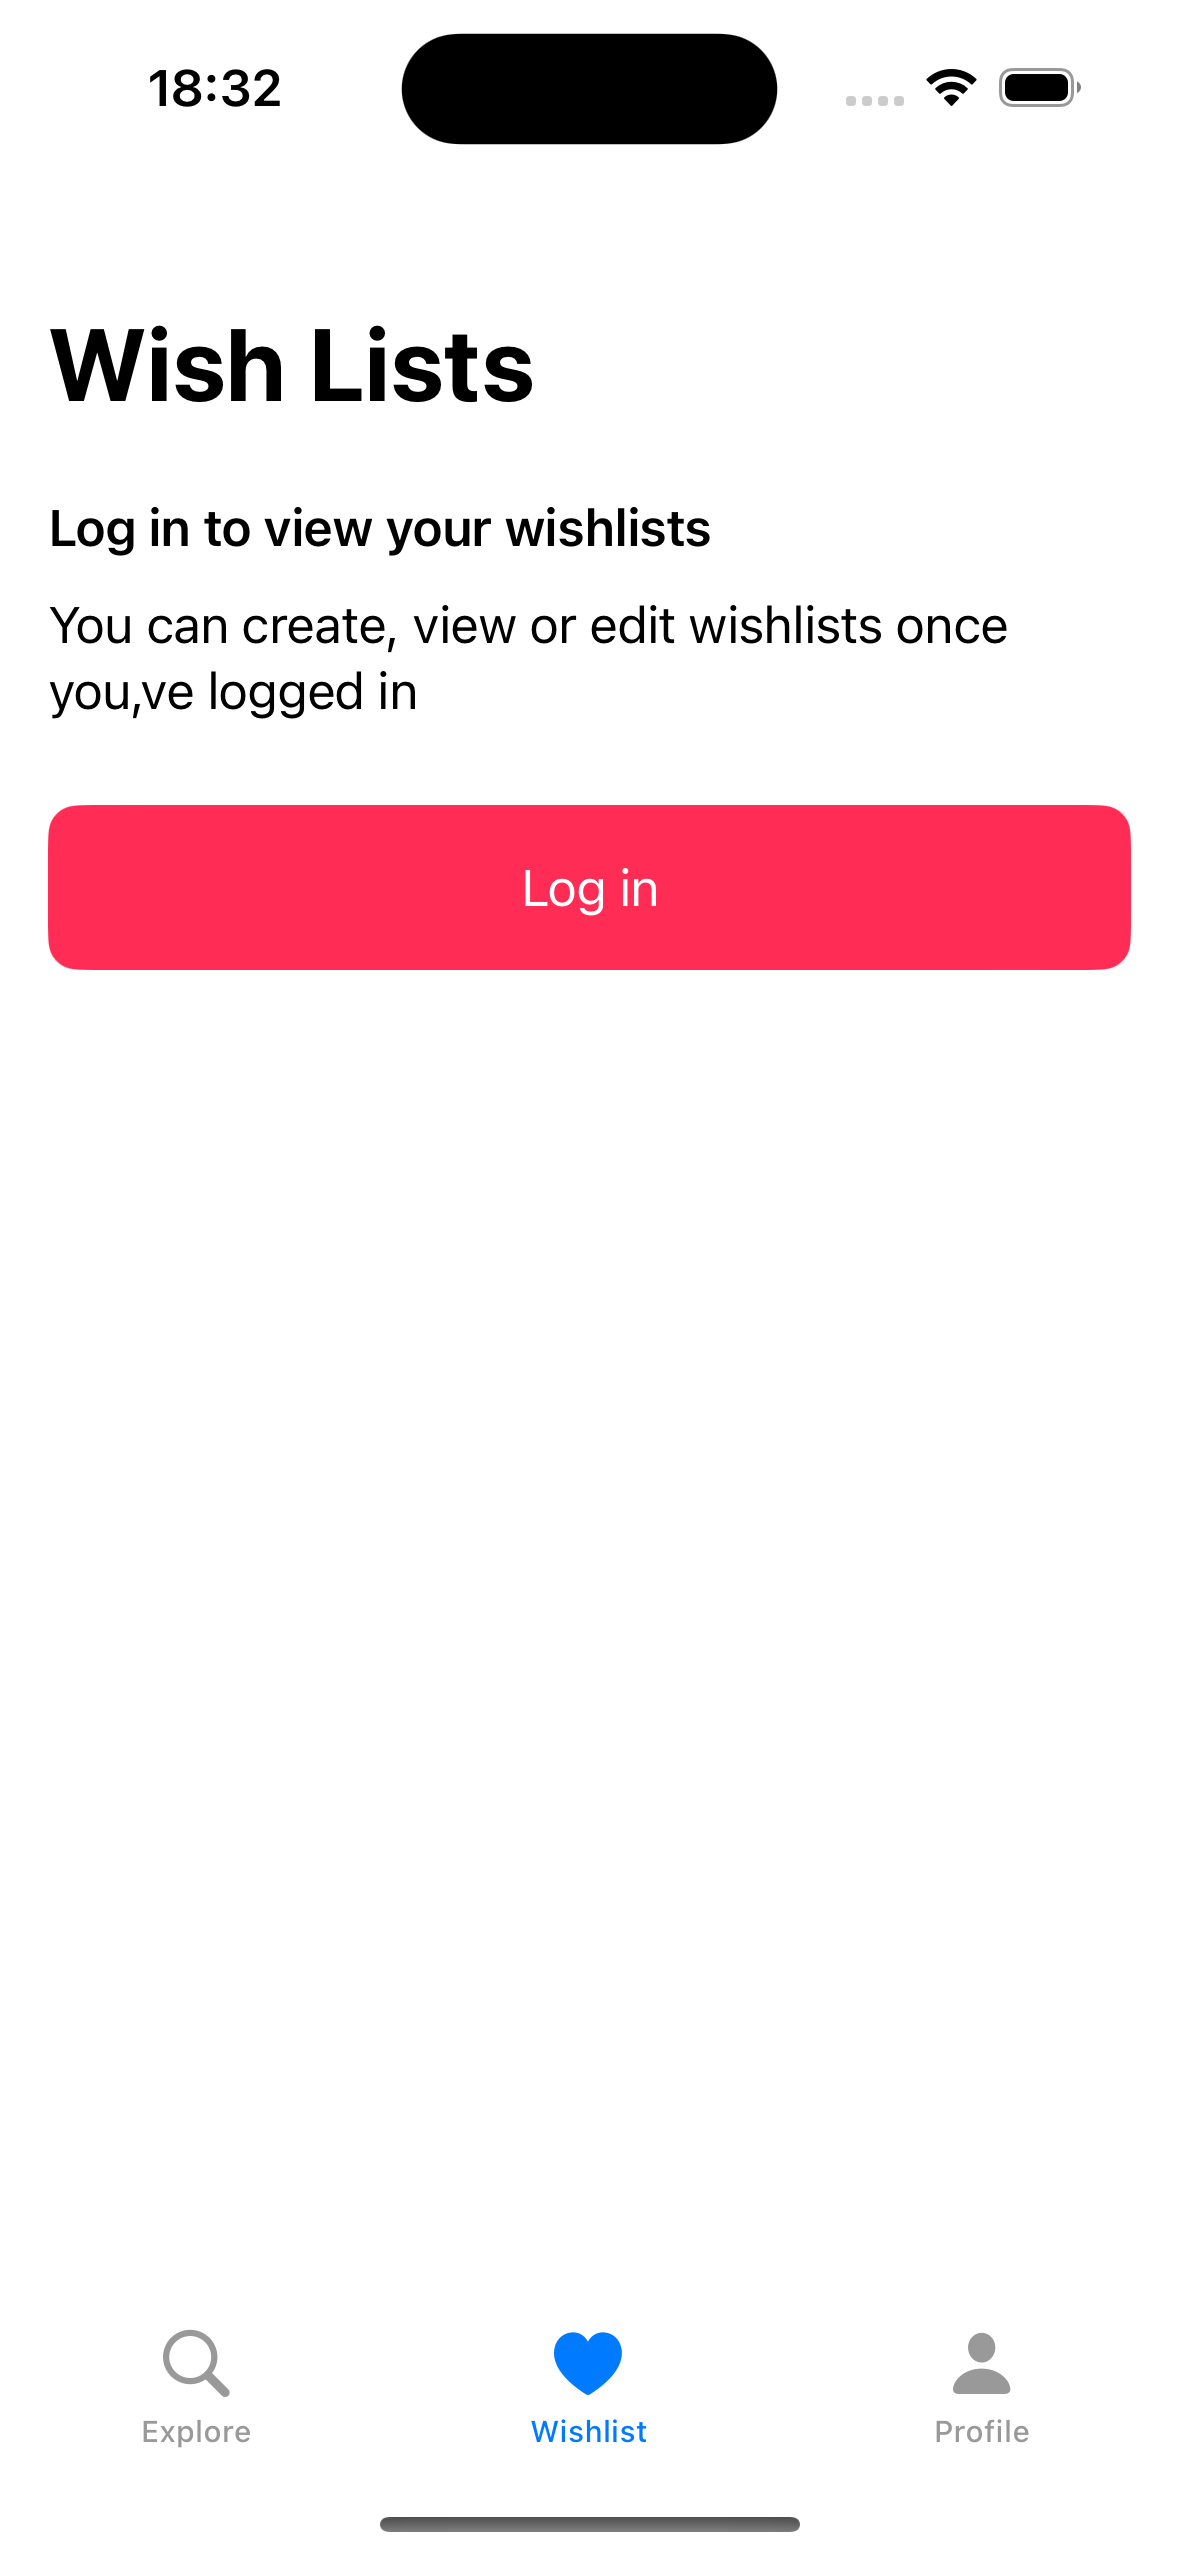 18:32
Wish Lists
Log in to view your wishlists
You can create, view or edit wishlists once
you,ve logged in
Log in
Explore
Wishlist
Profile